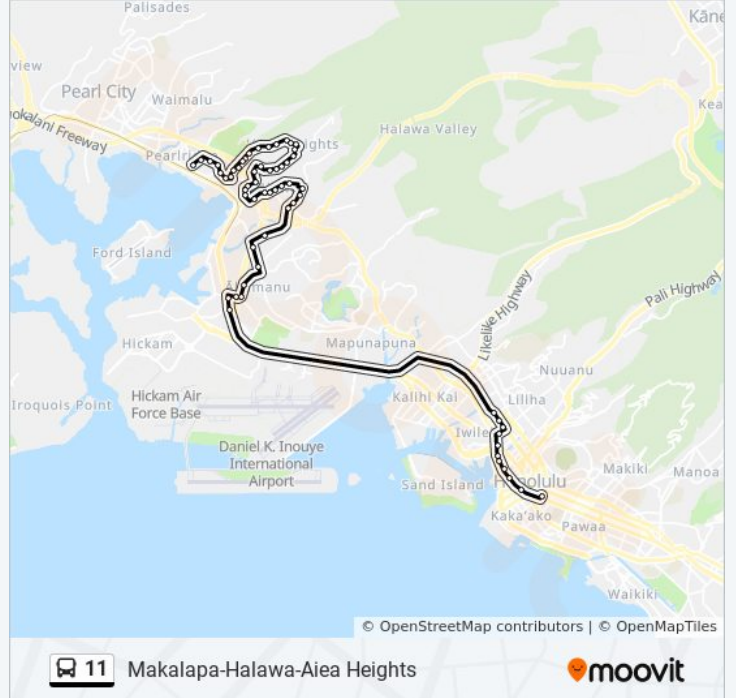 Palisades
Kāne
view
Pearl City
Waimalu
Halawa Valley
Kea
okalani Freeway
Pearlri
ights
Ford Island
manu
Likelike Highway
Pali Highway
Hickam
Mapunapuna
Nuuanu
Iroquois Point
Hickam Air
Force Base
Kalihi Kai
Liliha
Iwile
Daniel K. Inouye
International
Airport
Makiki
Manoa
Sand Island
Honolulu
Kaka'ako
Pawaa
Waikiki
© OpenStreetMap contributors | © OpenMapTiles
11 Makalapa-Halawa-Aiea Heights
moovit